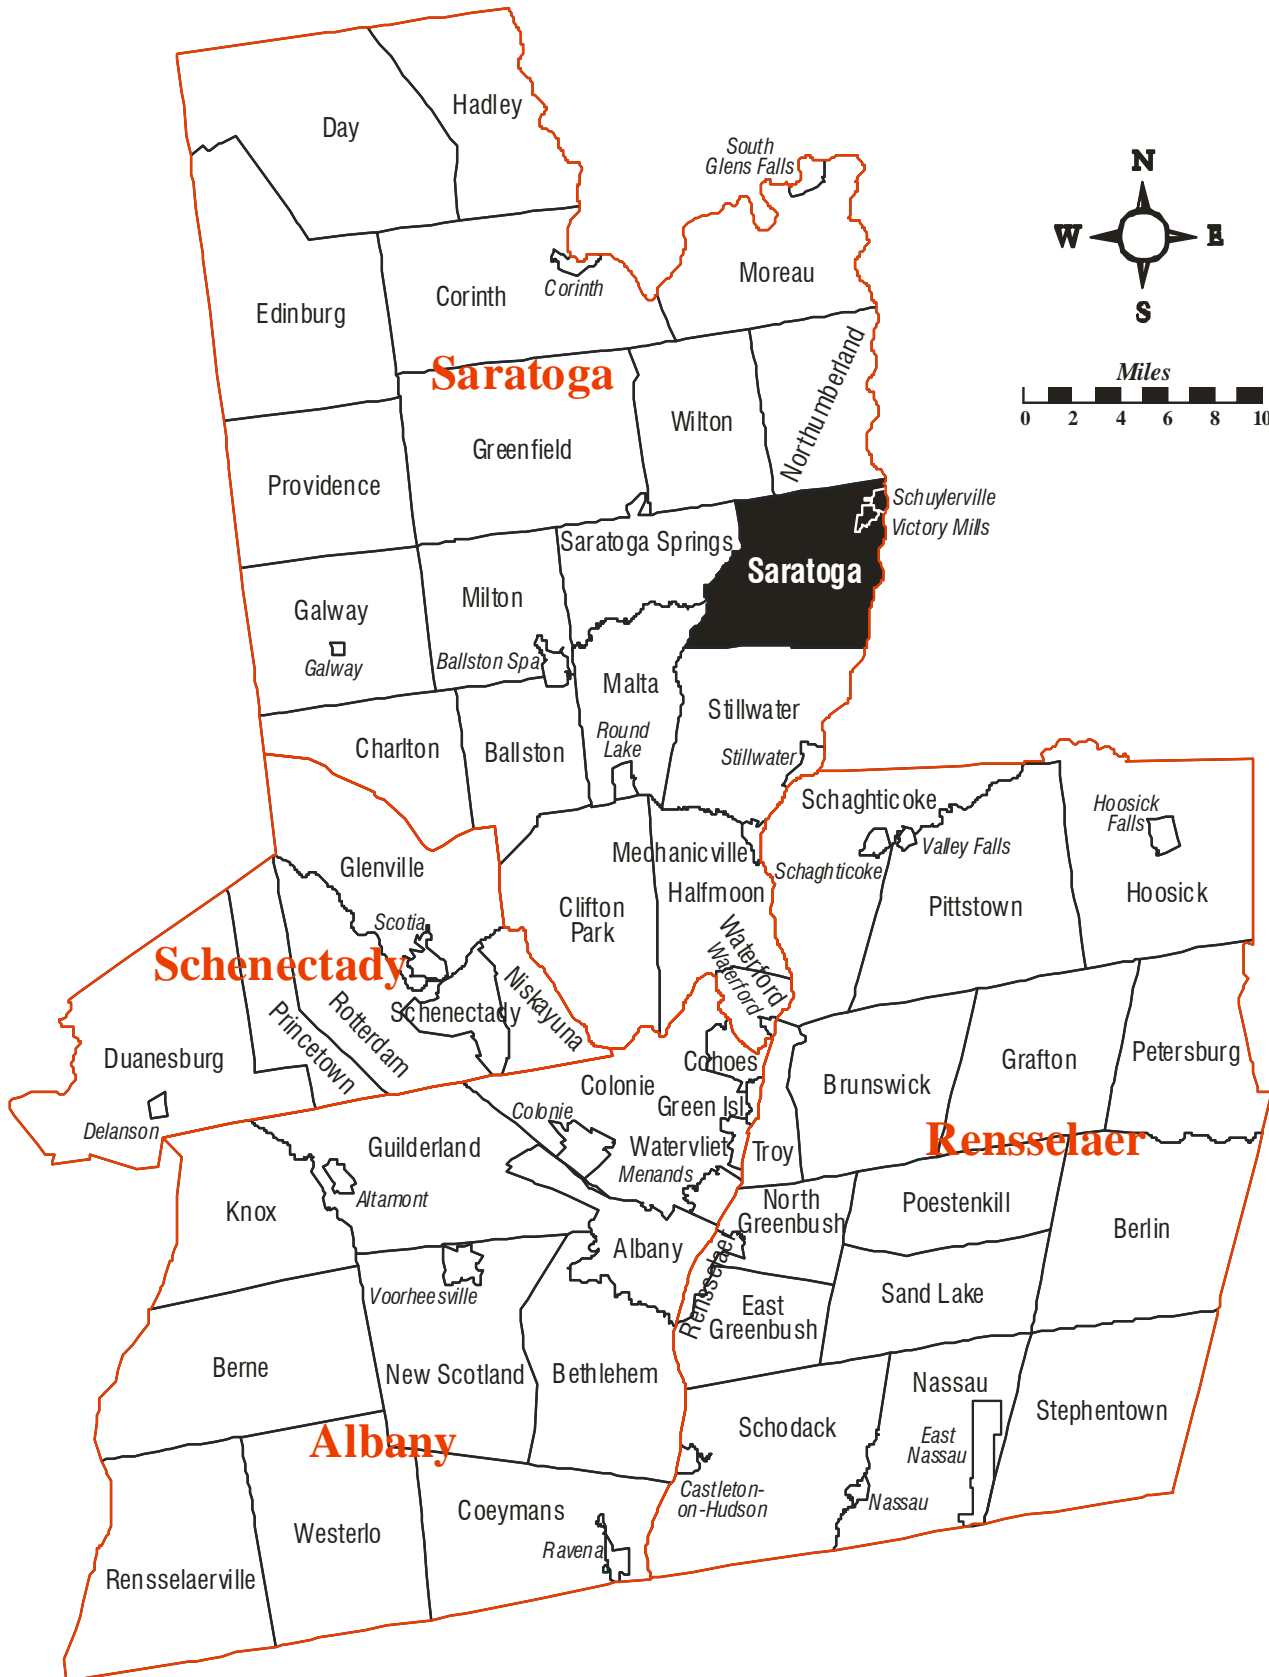 Hadley
Day
South
Glens Falls
N
W
E
S
Moreau
Corinth
Corinth
Edinburg
Northumberland
Saratoga
Miles
0 2 4 6 8 10
Wilton
Greenfield
Providence
Schuylerville
Victory Mills
Saratoga Springs
Saratoga
Milton
Galway
Galway
Ballston Spa
Malta
Stillwater
Round
Lake
Charlton
Ballston
Stillwater
Schaghticoke
Hoosick
Falls
Valley Falls
Schaghticoke
Mechanicville
Glenville
Halfmoon
Hoosick
Pittstown
Clifton
Park
Scotia
Waterford
Waterford
Schenectady
Niskayuna
Schenectady
Rotterdam
Princetown
Duanesburg
Delanson
Cohoes
Colonie
Green Isl
Brunswick
Grafton
Petersburg
Colonie
Watervliet
Troy
Rensselaer
Guilderland
Menands
Altamont
Knox
North
Greenbush
Poestenkill
Berlin
Albany
Rensselaer
Voorheesville
Sand Lake
East
Greenbush
Berne
New Scotland
Bethlehem
Nassau
Stephentown
Schodack
East
Nassau
Albany
Castleton-
on-Hudson
Nassau
Coeymans
Westerlo
Ravena
Rensselaerville